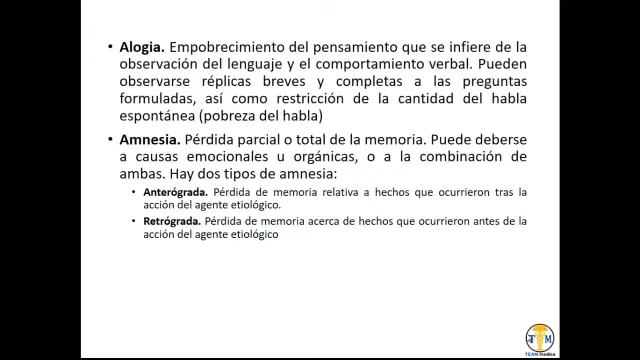 • Alogia. Empobrecimiento del pensamiento que se infiere de la
observación del lenguaje y el comportamiento verbal. Pueden
observarse réplicas breves y completas a las preguntas
formuladas, así como restricción de la cantidad del habla
espontánea (pobreza del habla)
• Amnesia. Pérdida parcial o total de la memoria. Puede deberse
a causas emocionales u orgánicas, o a la combinación de
ambas. Hay dos tipos de amnesia:
• Anterógrada. Pérdida de memoria relativa a hechos que ocurrieron tras la
acción del agente etiológico.
• Retrógrada. Pérdida de memoria acerca de hechos que ocurrieron antes de la
acción del agente etiológico
TM
TEAM medica